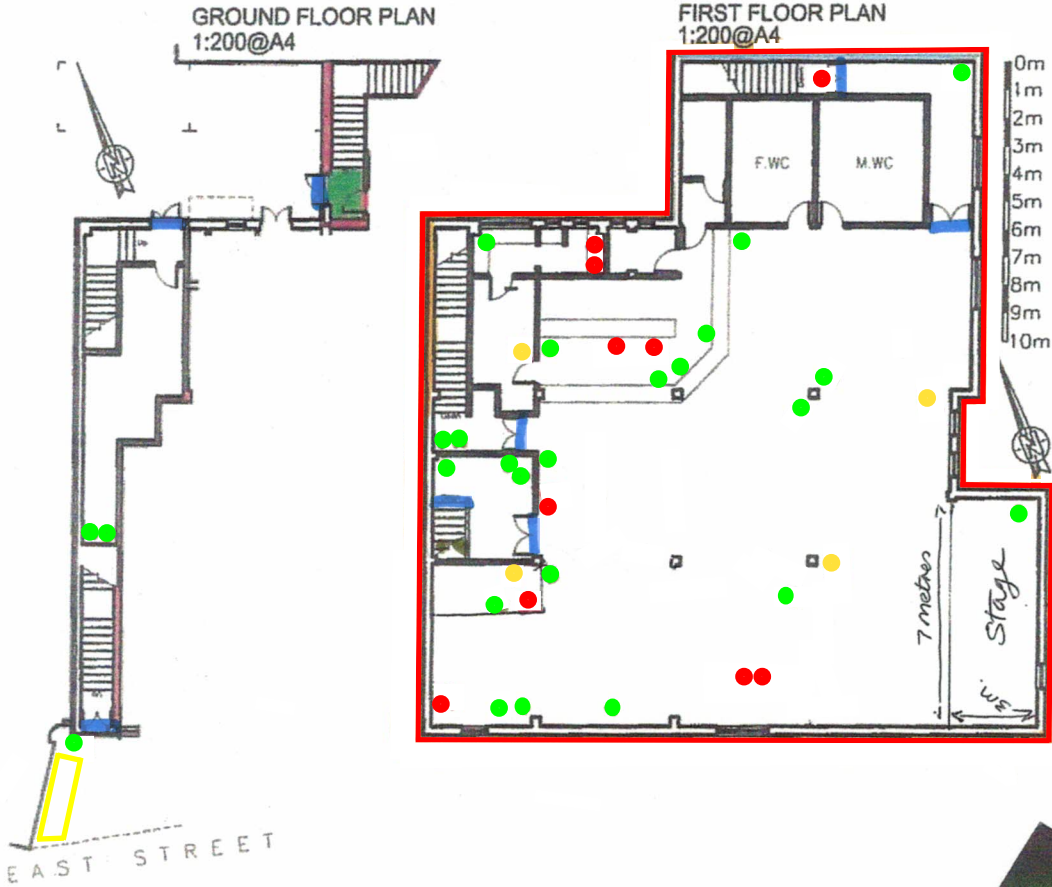 GROUND FLOOR PLAN
1:200@A4
FIRST FLOOR PLAN
1:200@A4
0m
1m
2m
3m
4m
5m
6m
7m
8m
9m
10m
F.WC
M.WC
7 metres
Stage
3m
EAST STREET